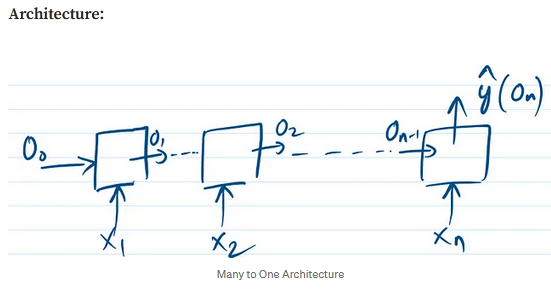 Architecture:
ŷ(On)
O0 O1 O2 On-1
X1 X2 Xn
Many to One Architecture